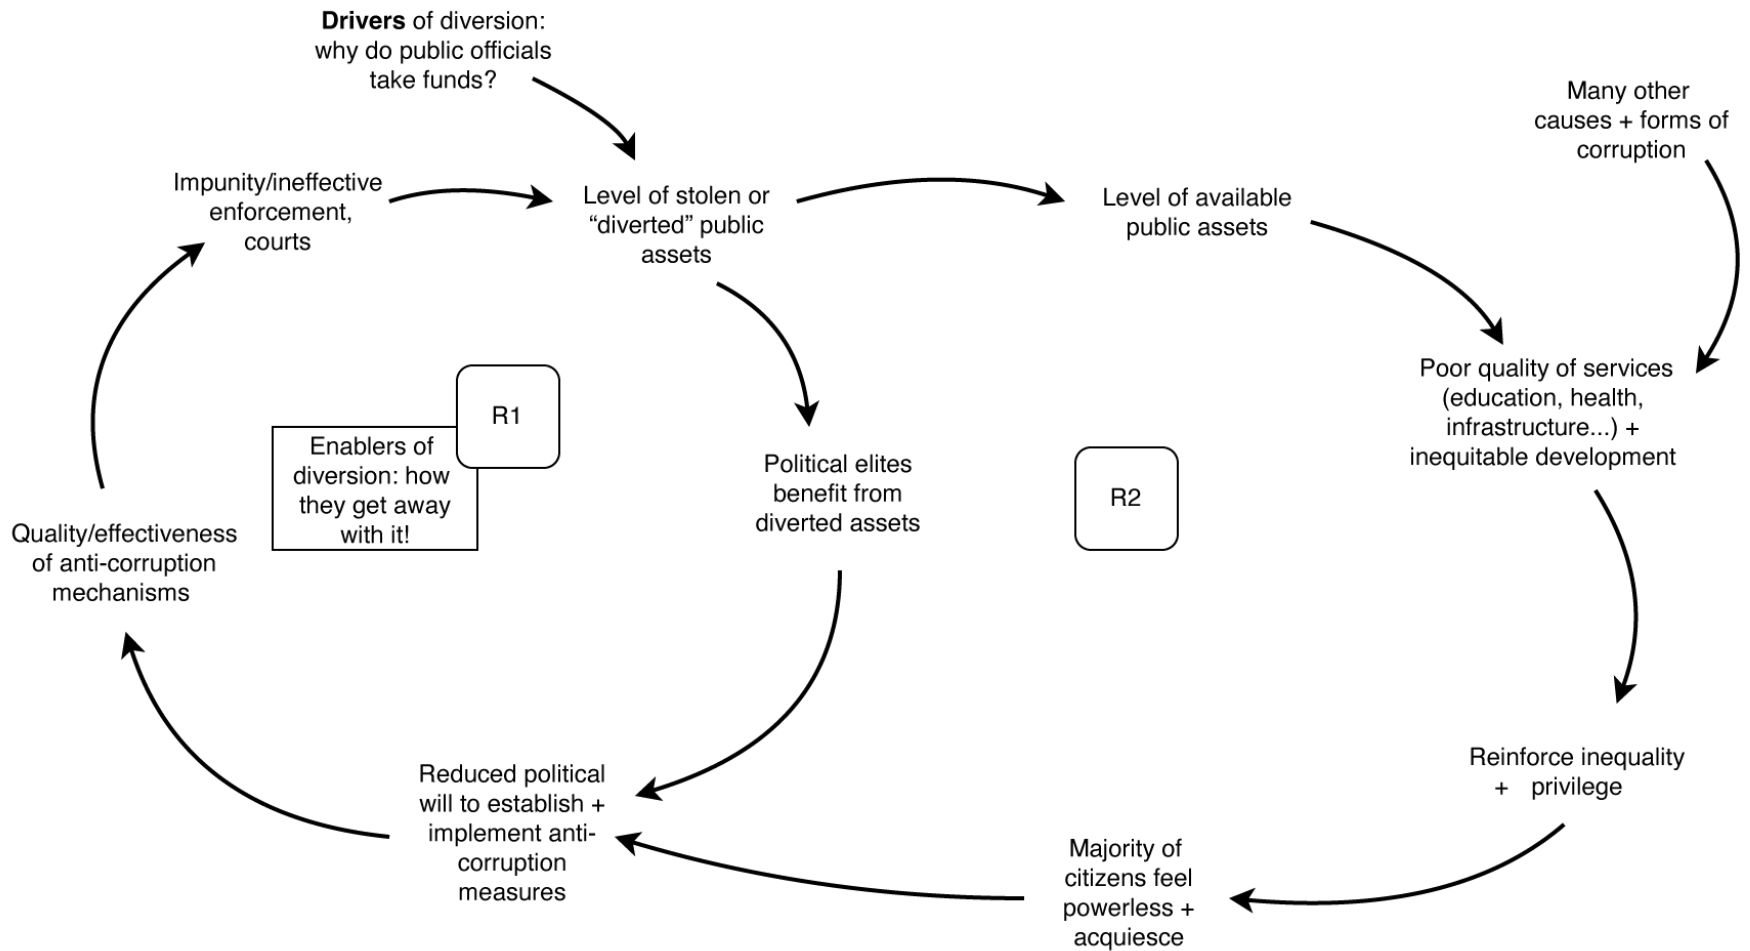 Drivers of diversion:
why do public officials
take funds?
Many other
causes + forms of
corruption
Impunity/ineffective
enforcement,
courts
Level of stolen or
“diverted” public
assets
Level of available
public assets
Poor quality of services
(education, health,
infrastructure...) +
inequitable development
R1
Enablers of
diversion: how
they get away
with it!
Political elites
benefit from
diverted assets
R2
Quality/effectiveness
of anti-corruption
mechanisms
Reduced political
will to establish +
implement anti-
corruption
measures
Reinforce inequality
+ privilege
Majority of
citizens feel
powerless +
acquiesce